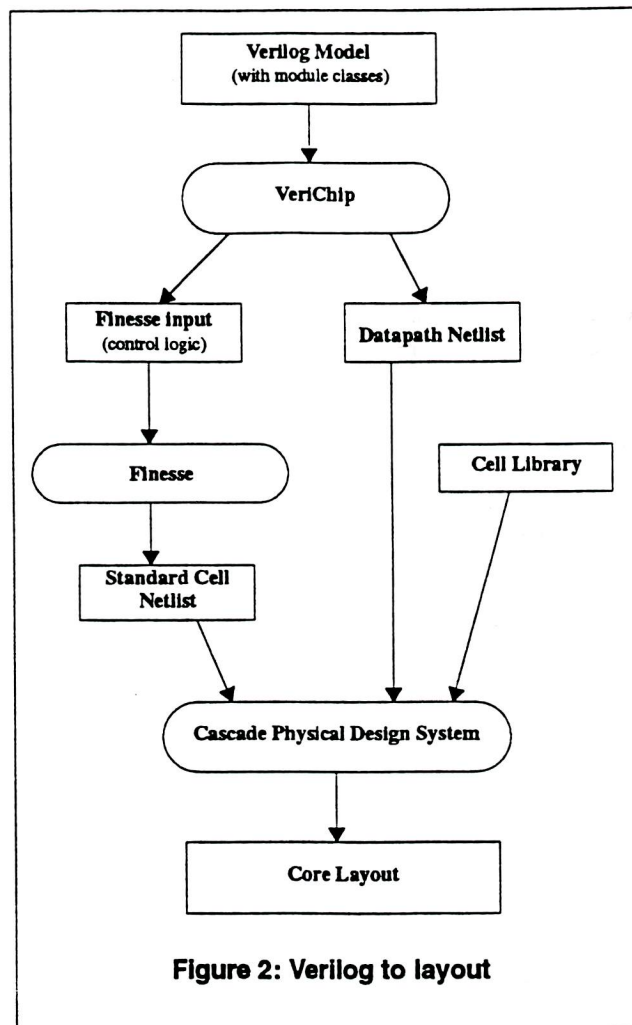 Verilog Model
(with module classes)
VeriChip
Finesse input
(control logic)
Datapath Netlist
Finesse
Cell Library
Standard Cell
Netlist
Cascade Physical Design System
Core Layout
Figure 2: Verilog to layout